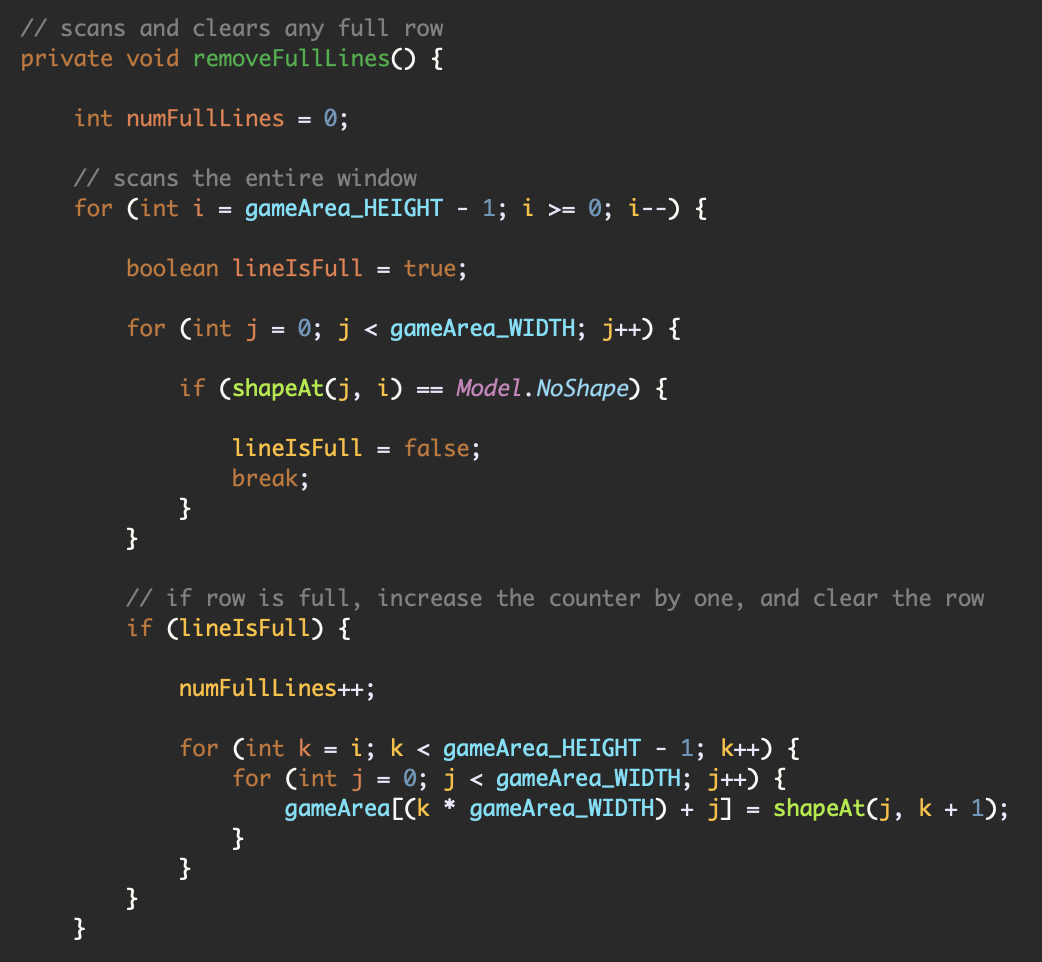 // scans and clears any full row
private void removeFullLines() {

    int numFullLines = 0;

    // scans the entire window
    for (int i = gameArea_HEIGHT - 1; i >= 0; i--) {

        boolean lineIsFull = true;

        for (int j = 0; j < gameArea_WIDTH; j++) {

            if (shapeAt(j, i) == Model.NoShape) {

                lineIsFull = false;
                break;
            }
        }

        // if row is full, increase the counter by one, and clear the row
        if (lineIsFull) {

            numFullLines++;

            for (int k = i; k < gameArea_HEIGHT - 1; k++) {
                for (int j = 0; j < gameArea_WIDTH; j++) {
                    gameArea[(k * gameArea_WIDTH) + j] = shapeAt(j, k + 1);
                }
            }
        }
    }